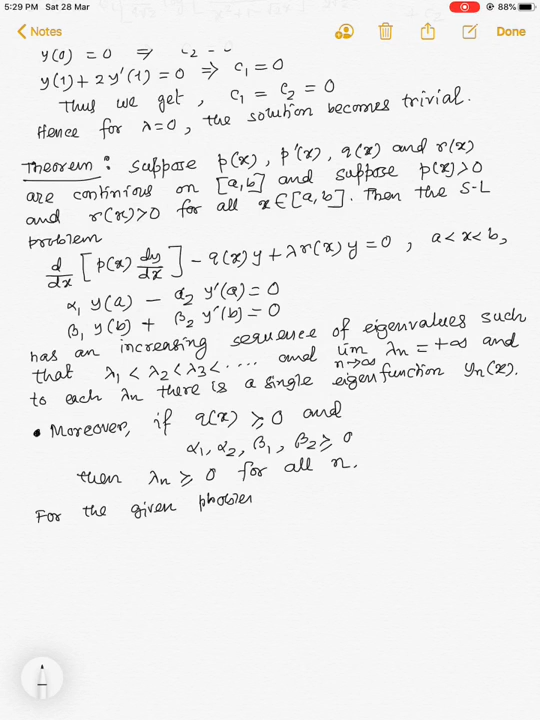 5:29 PM Sat 28 Mar
88%
Notes
Done
y(0) = 0 ⇒ c₂ = 0
y(1) + 2y'(1) = 0 ⇒ c₁ = 0
Thus we get, c₁ = c₂ = 0
Hence for λ=0, the solution becomes trivial.
Theorem: Suppose p(x), p'(x), q(x) and r(x)
are continious on [a,b] and suppose p(x)>0
and r(x)>0 for all x∈[a,b]. Then the S-L
problem
d/dx [p(x) dy/dx] - q(x)y + λr(x)y = 0, a<x<b,
α₁ y(a) - α₂ y'(a) = 0
β₁ y(b) + β₂ y'(b) = 0
has an increasing sequence of eigenvalues such
that λ₁ < λ₂ < λ₃ < .... and lim n→∞ λn = +∞ and
to each λn there is a single eigenfunction yn(x).
• Moreover, if q(x) ≥ 0 and
α₁, α₂, β₁, β₂ ≥ 0
then λn ≥ 0 for all n.
For the given problem